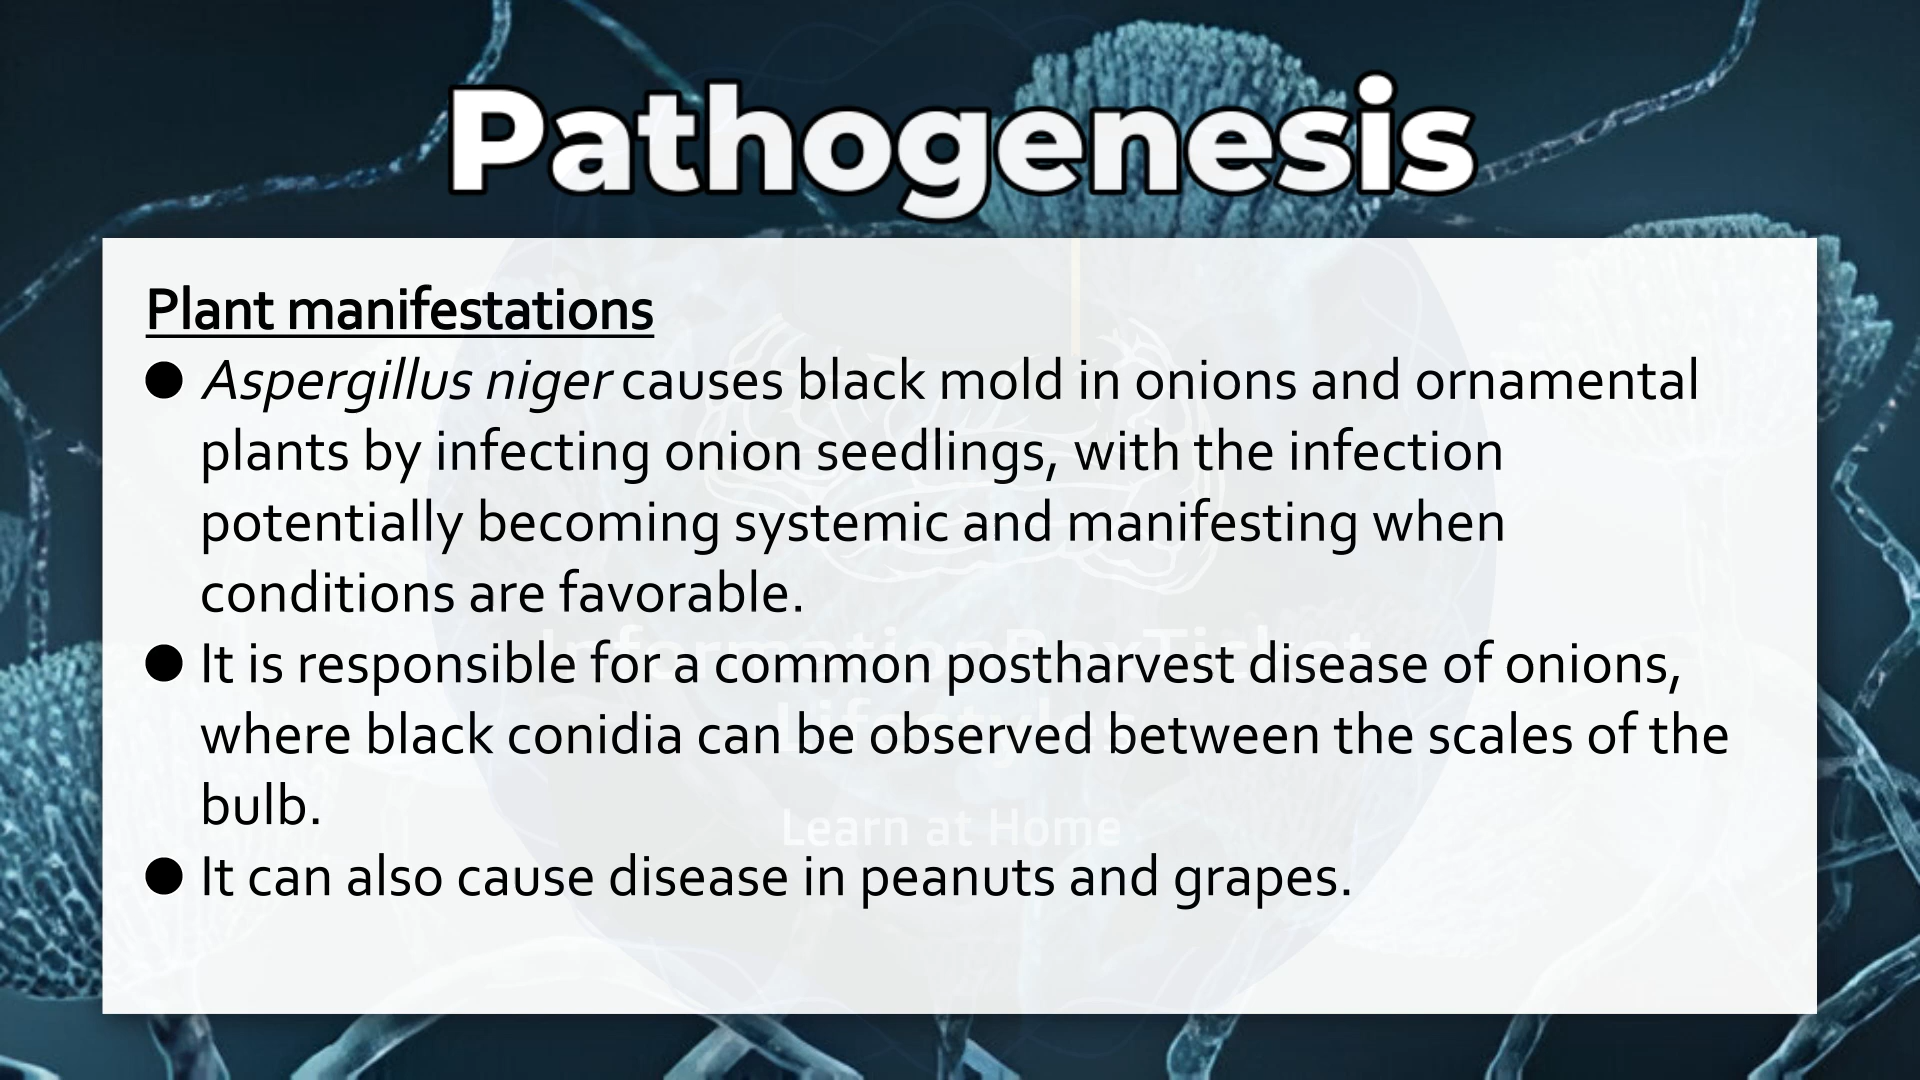 Pathogenesis
Plant manifestations
● Aspergillus niger causes black mold in onions and ornamental
plants by infecting onion seedlings, with the infection
potentially becoming systemic and manifesting when
conditions are favorable.
● It is responsible for a common postharvest disease of onions,
where black conidia can be observed between the scales of the
bulb.
Learn at Home
● It can also cause disease in peanuts and grapes.